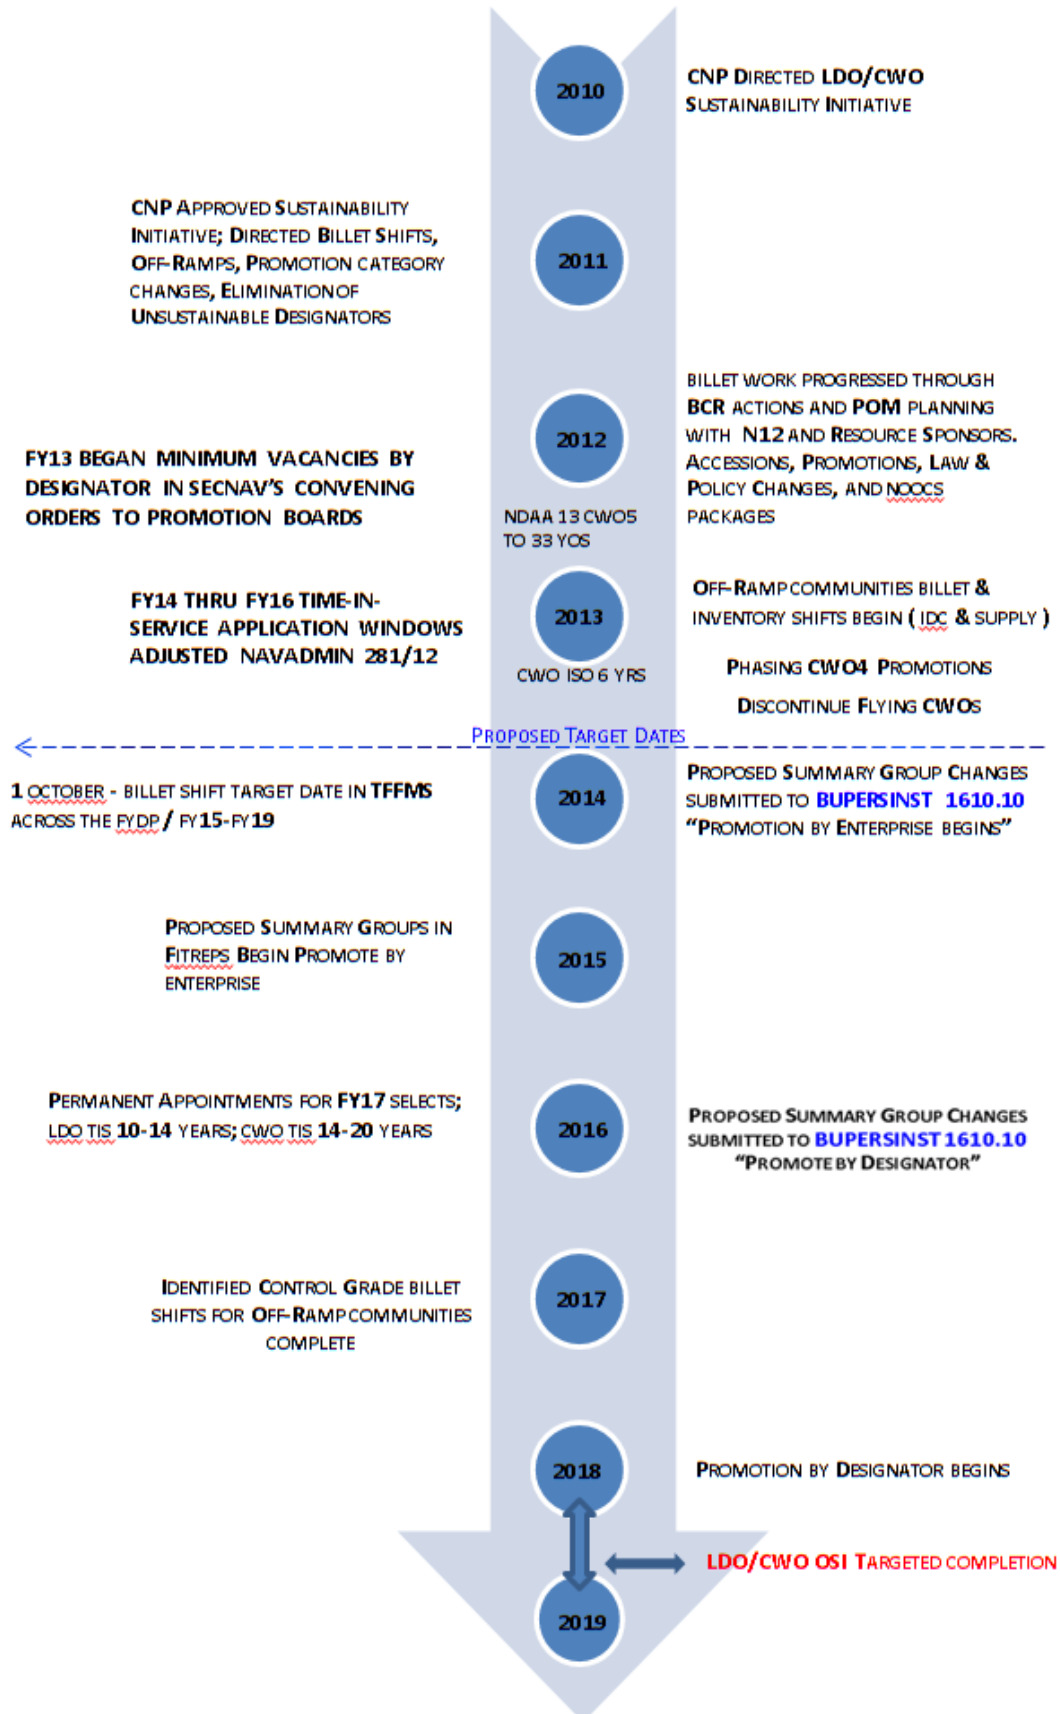 2010
CNP DIRECTED LDO/CWO
SUSTAINABILITY INITIATIVE
CNP APPROVED SUSTAINABILITY
INITIATIVE; DIRECTED BILLET SHIFTS,
OFF-RAMPS, PROMOTION CATEGORY
CHANGES, ELIMINATION OF
UNSUSTAINABLE DESIGNATORS
2011
BILLET WORK PROGRESSED THROUGH
BCR ACTIONS AND POM PLANNING
WITH N12 AND RESOURCE SPONSORS.
ACCESSIONS, PROMOTIONS, LAW &
POLICY CHANGES, AND NOOCS
PACKAGES
2012
FY13 BEGAN MINIMUM VACANCIES BY
DESIGNATOR IN SECNAV'S CONVENING
ORDERS TO PROMOTION BOARDS
NDAA 13 CWO5
TO 33 YOS
FY14 THRU FY16 TIME-IN-
SERVICE APPLICATION WINDOWS
ADJUSTED NAVADMIN 281/12
2013
CWO ISO 6 YRS
OFF-RAMP COMMUNITIES BILLET &
INVENTORY SHIFTS BEGIN ( IDC & SUPPLY )
PHASING CWO4 PROMOTIONS
DISCONTINUE FLYING CWOS
PROPOSED TARGET DATES
1 OCTOBER - BILLET SHIFT TARGET DATE IN TFFMS
ACROSS THE FYDP / FY15-FY19
2014
PROPOSED SUMMARY GROUP CHANGES
SUBMITTED TO BUPERSINST 1610.10
"PROMOTION BY ENTERPRISE BEGINS"
PROPOSED SUMMARY GROUPS IN
FITREPS BEGIN PROMOTE BY
ENTERPRISE
2015
PERMANENT APPOINTMENTS FOR FY17 SELECTS;
LDO TIS 10-14 YEARS; CWO TIS 14-20 YEARS
2016
PROPOSED SUMMARY GROUP CHANGES
SUBMITTED TO BUPERSINST 1610.10
"PROMOTE BY DESIGNATOR"
IDENTIFIED CONTROL GRADE BILLET
SHIFTS FOR OFF-RAMP COMMUNITIES
COMPLETE
2017
2018
PROMOTION BY DESIGNATOR BEGINS
LDO/CWO OSI TARGETED COMPLETION
2019